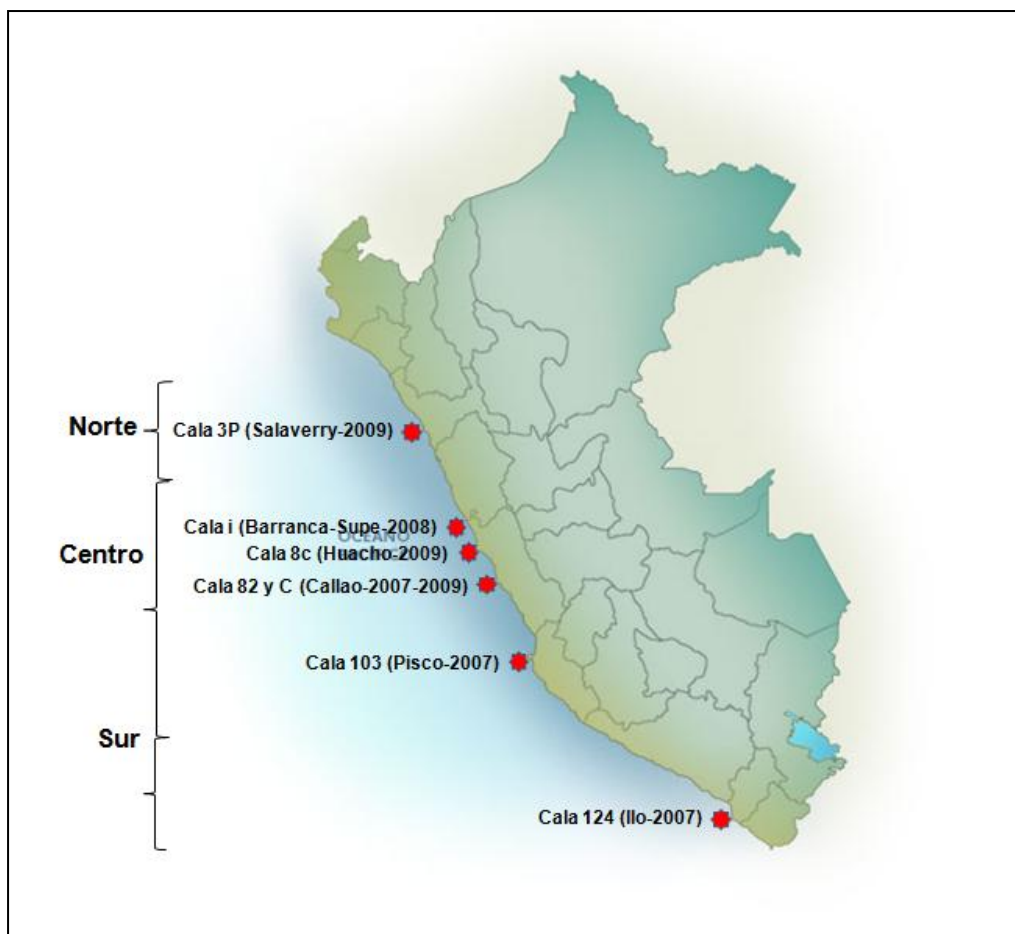 Norte
Cala 3P (Salaverry-2009)
Cala i (Barranca-Supe-2008)
OCEANO
Centro
Cala 8c (Huacho-2009)
Cala 82 y C (Callao-2007-2009)
Cala 103 (Pisco-2007)
Sur
Cala 124 (Ilo-2007)